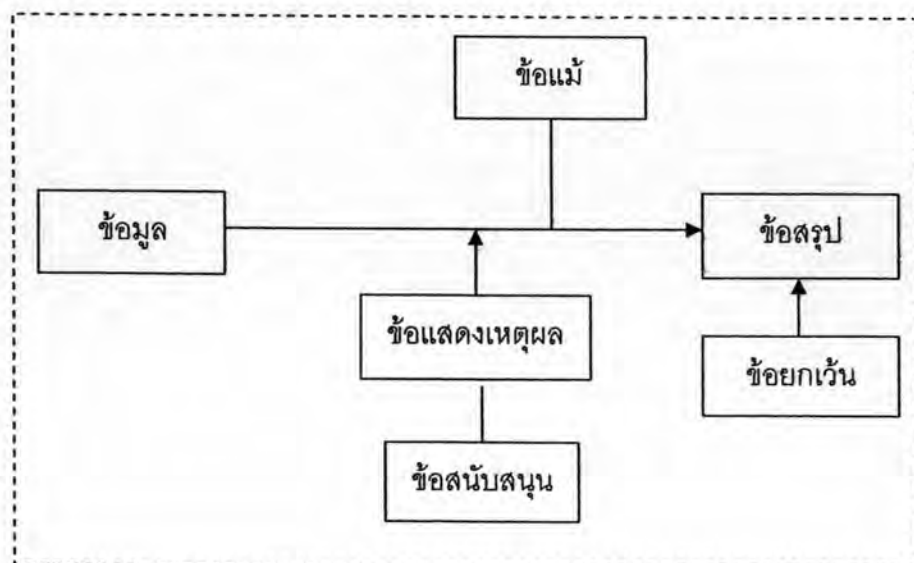 ข้อแม้
ข้อมูล
ข้อสรุป
ข้อแสดงเหตุผล
ข้อยกเว้น
ข้อสนับสนุน